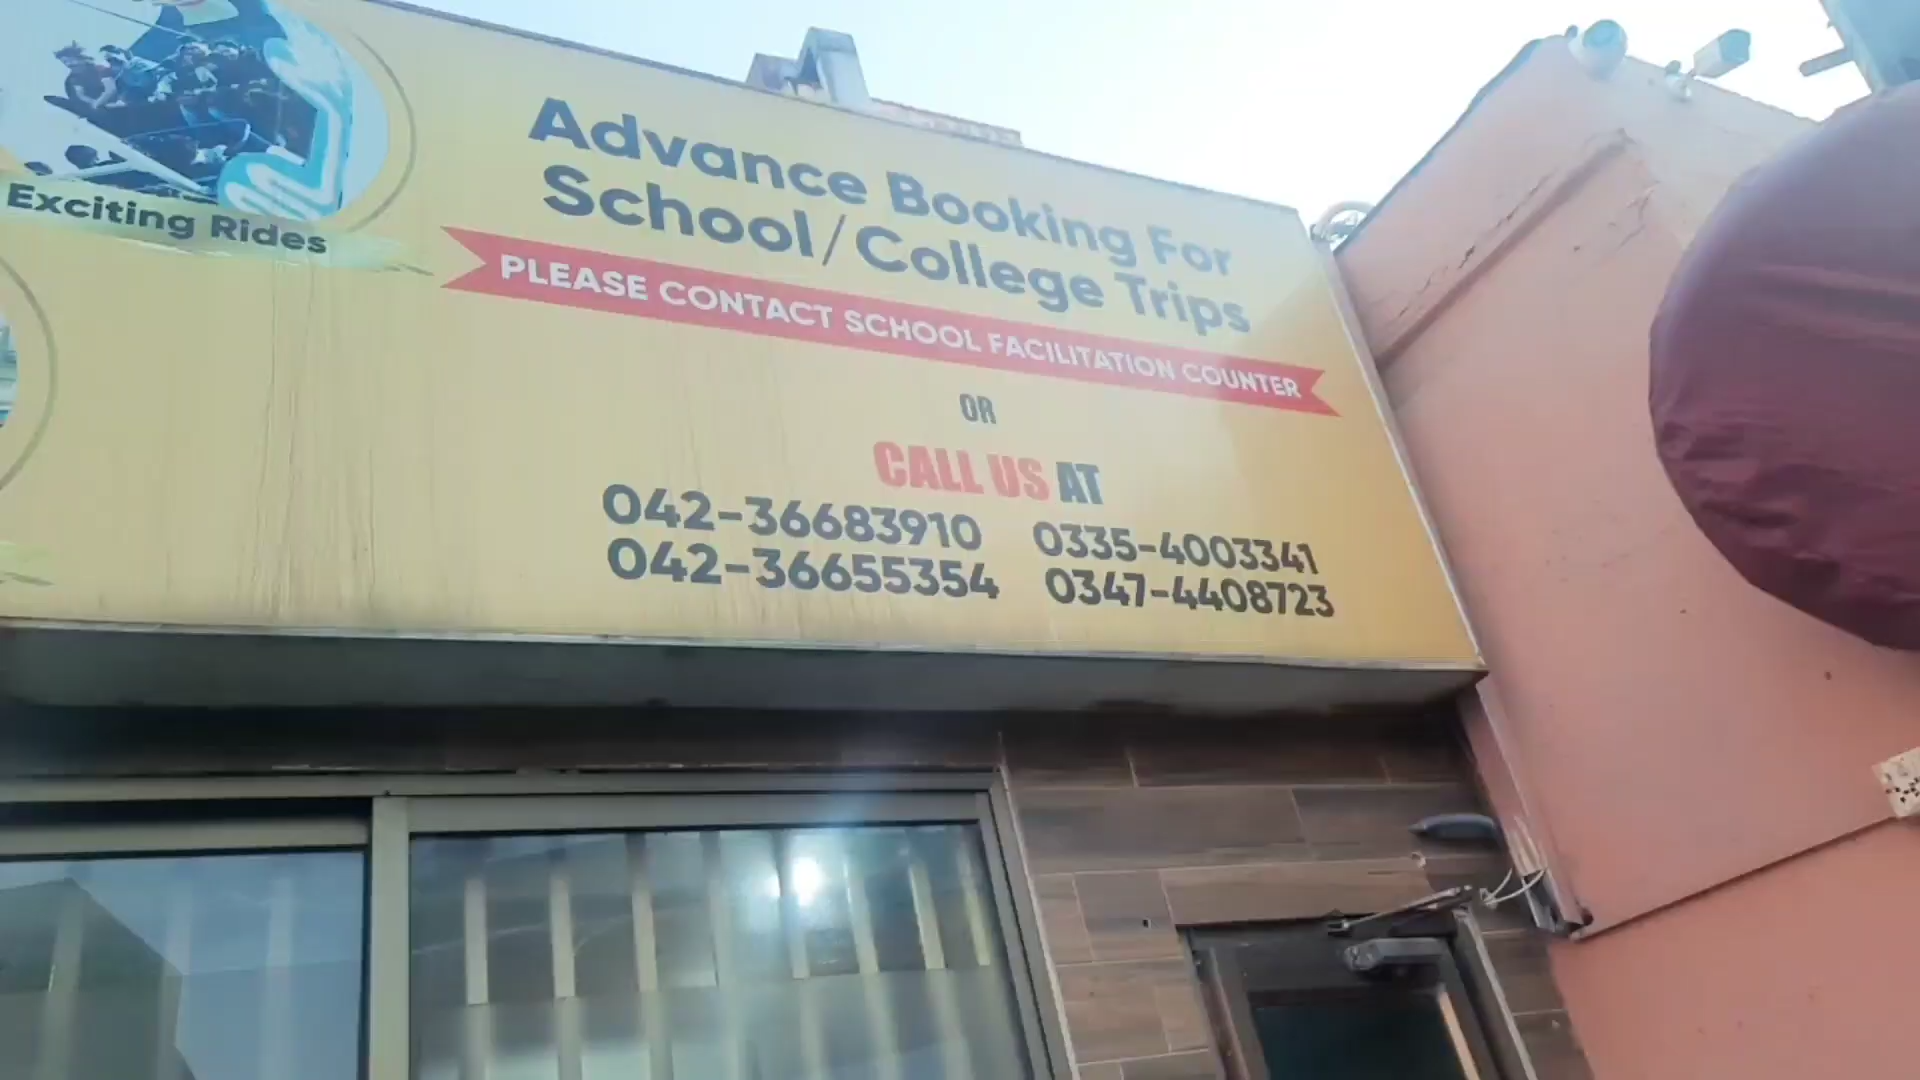 Exciting Rides
Advance Booking For
School/College Trips
PLEASE CONTACT SCHOOL FACILITATION COUNTER
OR
CALL US AT
042-36683910 0335-4003341
042-36655354 0347-4408723